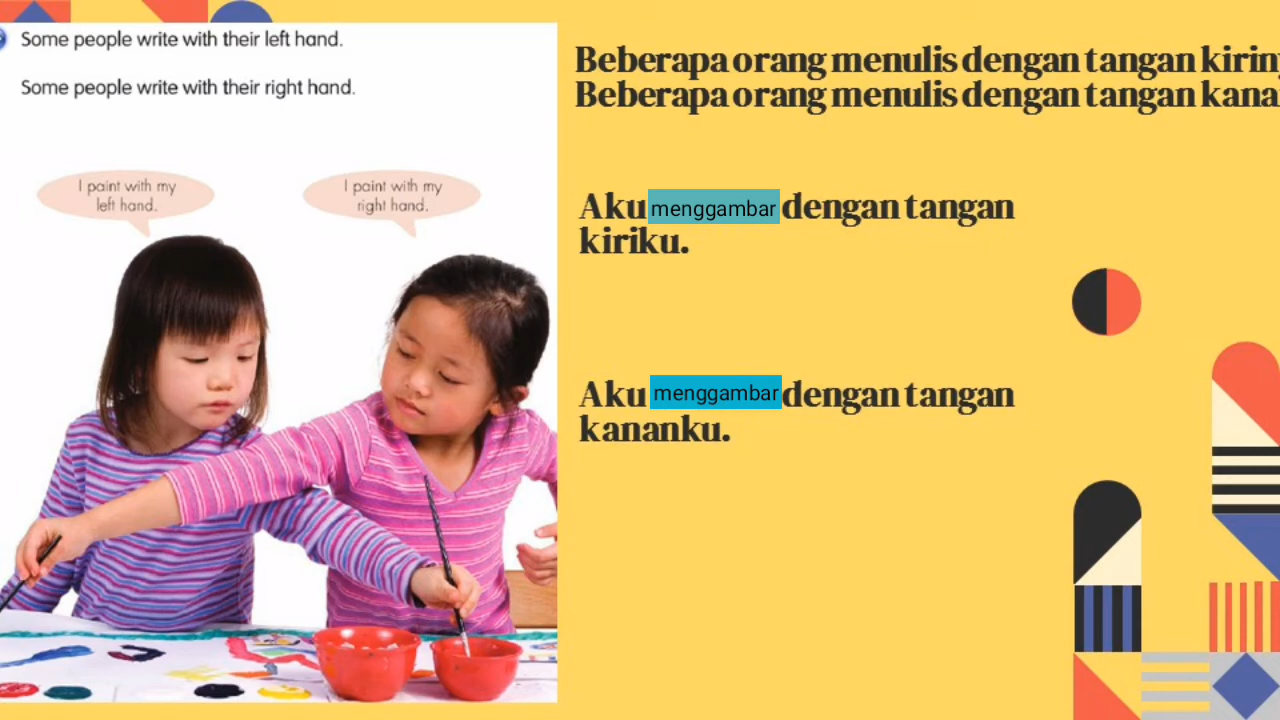 Some people write with their left hand.
Some people write with their right hand.
I paint with my
left hand.
I paint with my
right hand.
Beberapa orang menulis dengan tangan
Beberapa orang menulis dengan tangan
Aku menggambar dengan tangan
kiriku.
Aku menggambar dengan tangan
kananku.